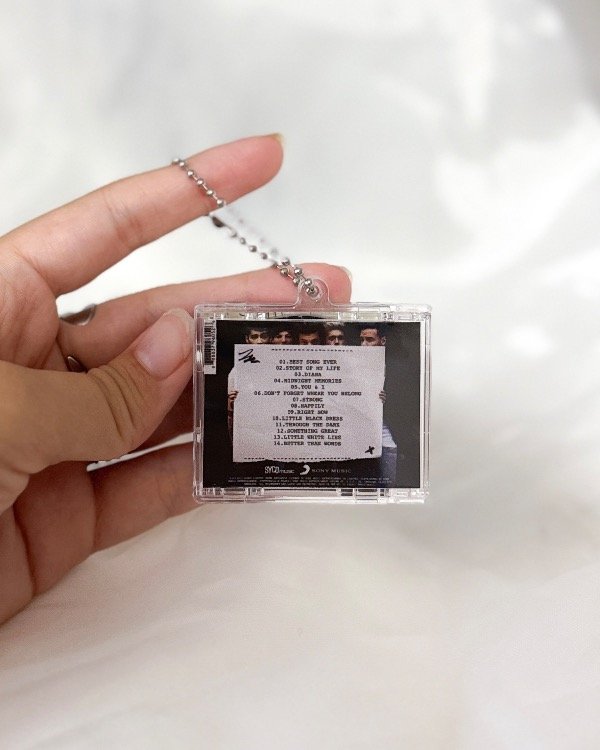 01.BEST SONG EVER
02.STORY OF MY LIFE
03.DIANA
04.MIDNIGHT MEMORIES
05.YOU & I
06.DON'T FORGET WHERE YOU BELONG
07.STRONG
08.HAPPILY
09.RIGHT NOW
10.LITTLE BLACK DRESS
11.THROUGH THE DARK
12.SOMETHING GREAT
13.LITTLE WHITE LIES
14.BETTER THAN WORDS
SYCO MUSIC SONY MUSIC